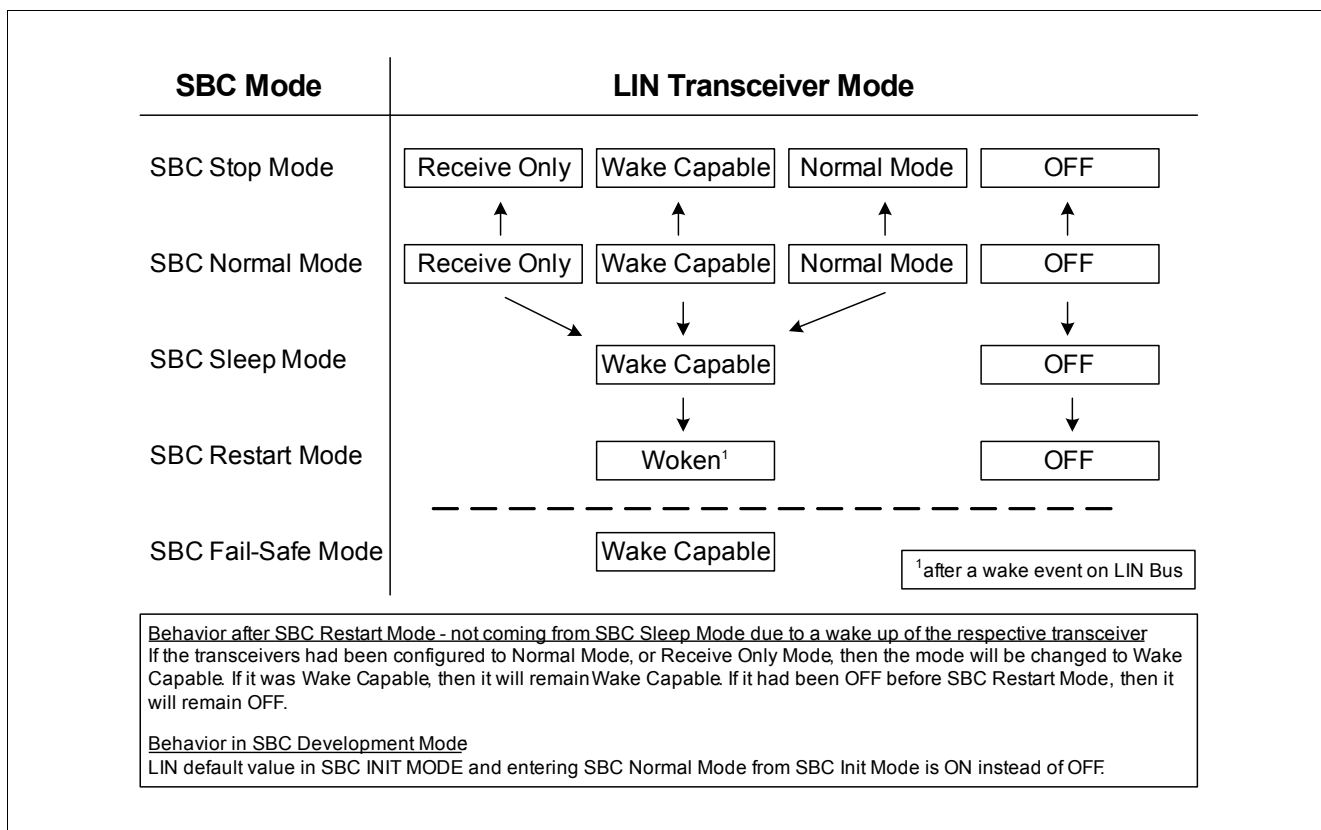 SBC Mode LIN Transceiver Mode
SBC Stop Mode Receive Only Wake Capable Normal Mode OFF
SBC Normal Mode Receive Only Wake Capable Normal Mode OFF
SBC Sleep Mode Wake Capable OFF
SBC Restart Mode Woken¹ OFF
SBC Fail-Safe Mode Wake Capable
¹after a wake event on LIN Bus
Behavior after SBC Restart Mode - not coming from SBC Sleep Mode due to a wake up of the respective transceiver
If the transceivers had been configured to Normal Mode, or Receive Only Mode, then the mode will be changed to Wake
Capable. If it was Wake Capable, then it will remain Wake Capable. If it had been OFF before SBC Restart Mode, then it
will remain OFF.
Behavior in SBC Development Mode
LIN default value in SBC INIT MODE and entering SBC Normal Mode from SBC Init Mode is ON instead of OFF.